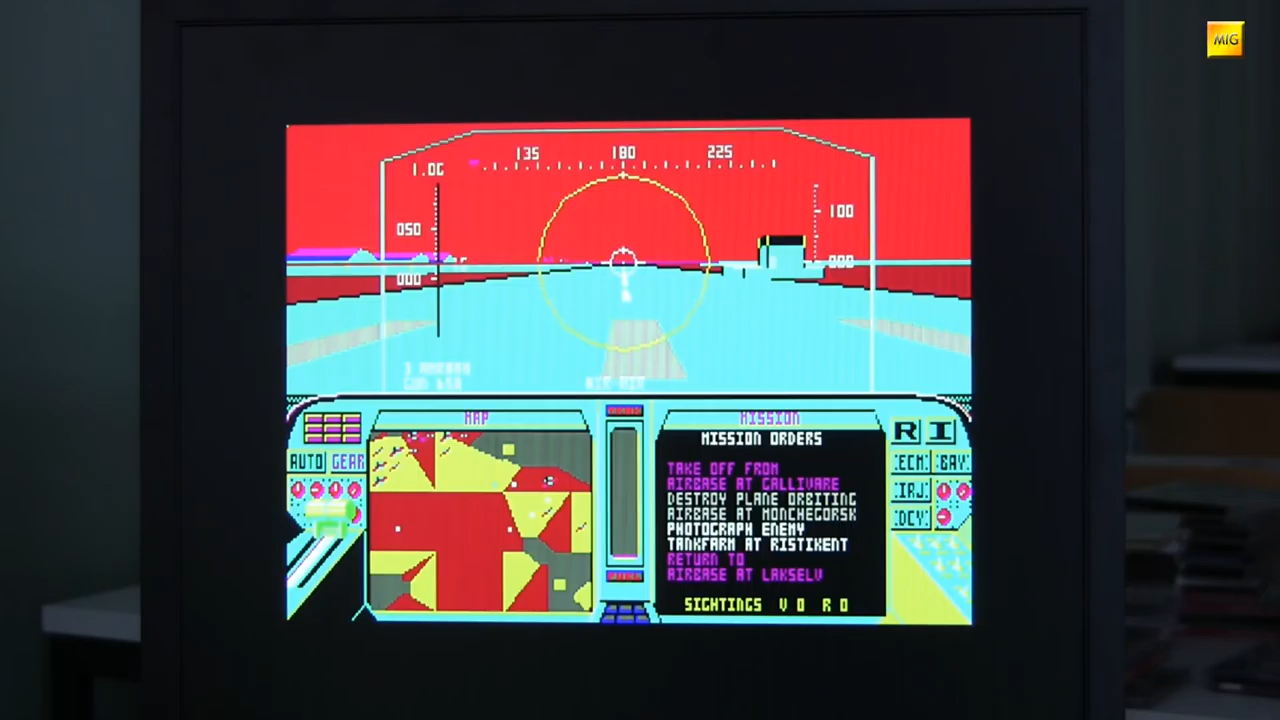 MIG
135 180 225
1.0G
100
050
000
000
MAP
MISSION
MISSION ORDERS
R I
AUTO GEAR
ECM BAY
TAKE OFF FROM
AIRBASE AT GALLIVARE
IRJ
DESTROY PLANE ORBITING
AIRBASE AT MONCHEGORSK
DCY
PHOTOGRAPH ENEMY
TANKFARM AT RISTIKENT
RETURN TO
AIRBASE AT LAKSELV
SIGHTINGS V 0 R 0